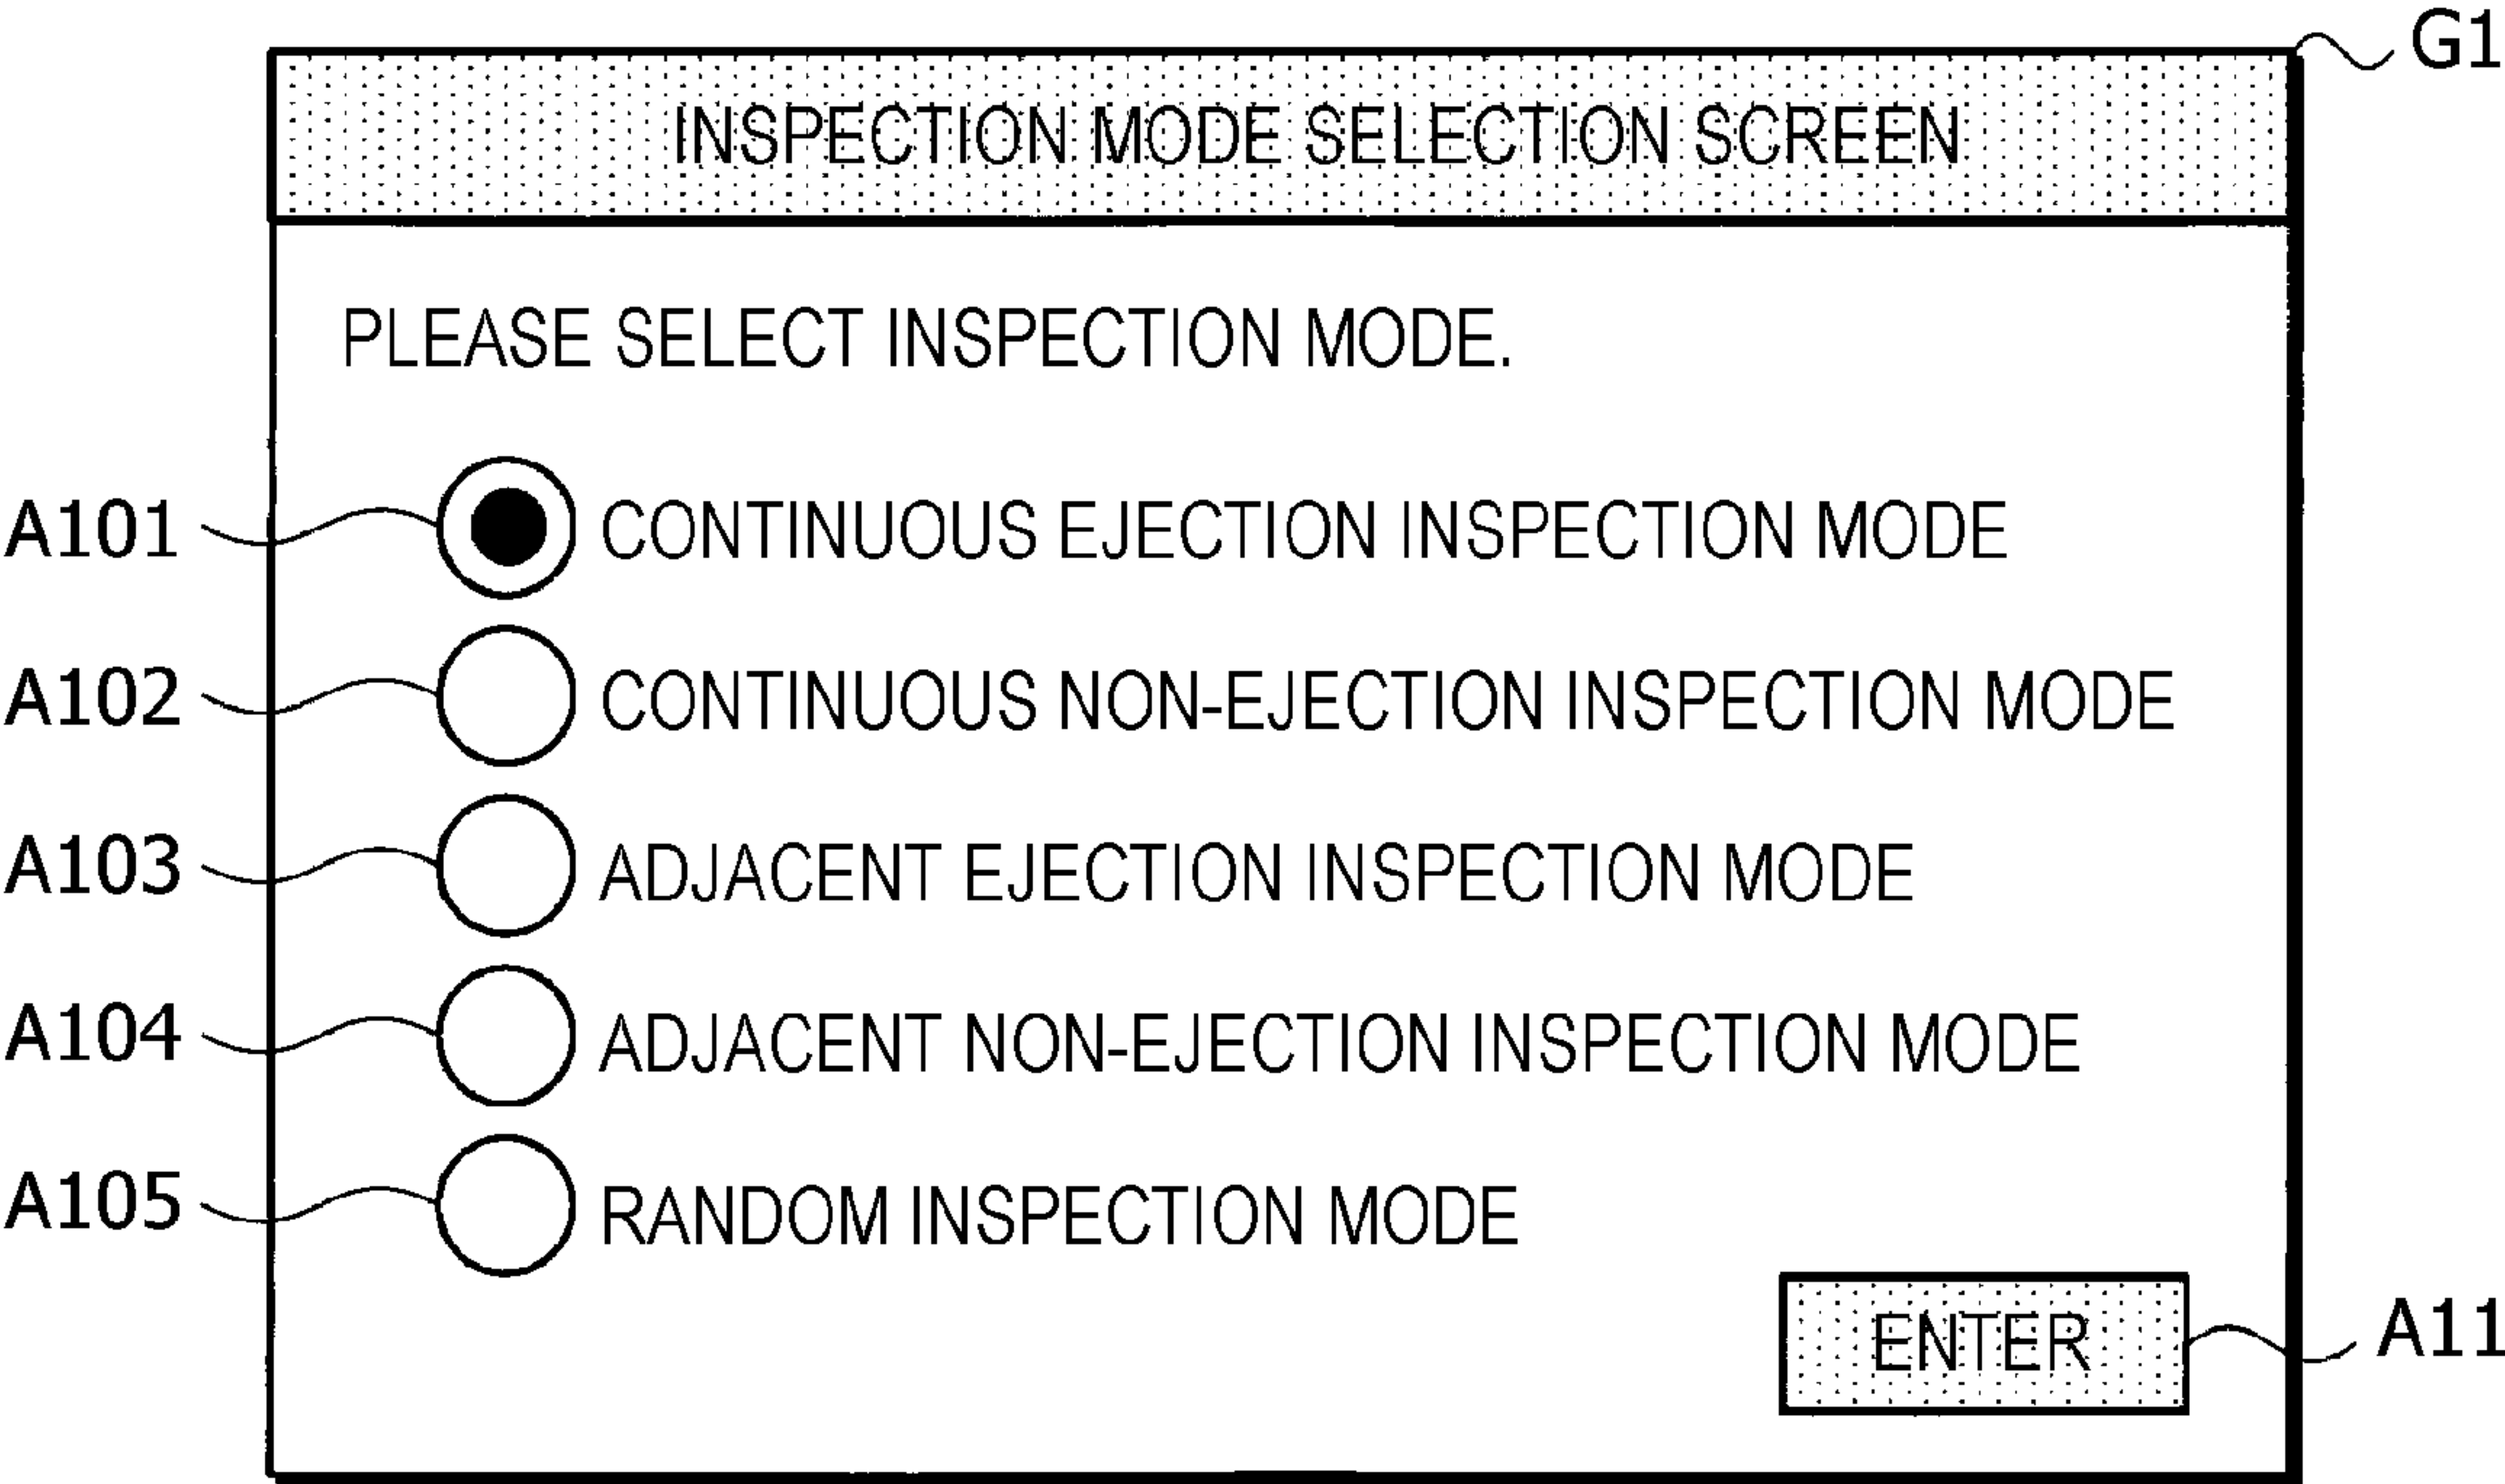 G1
INSPECTION MODE SELECTION SCREEN
PLEASE SELECT INSPECTION MODE.
A101 CONTINUOUS EJECTION INSPECTION MODE
A102 CONTINUOUS NON-EJECTION INSPECTION MODE
A103 ADJACENT EJECTION INSPECTION MODE
A104 ADJACENT NON-EJECTION INSPECTION MODE
A105 RANDOM INSPECTION MODE
ENTER A11